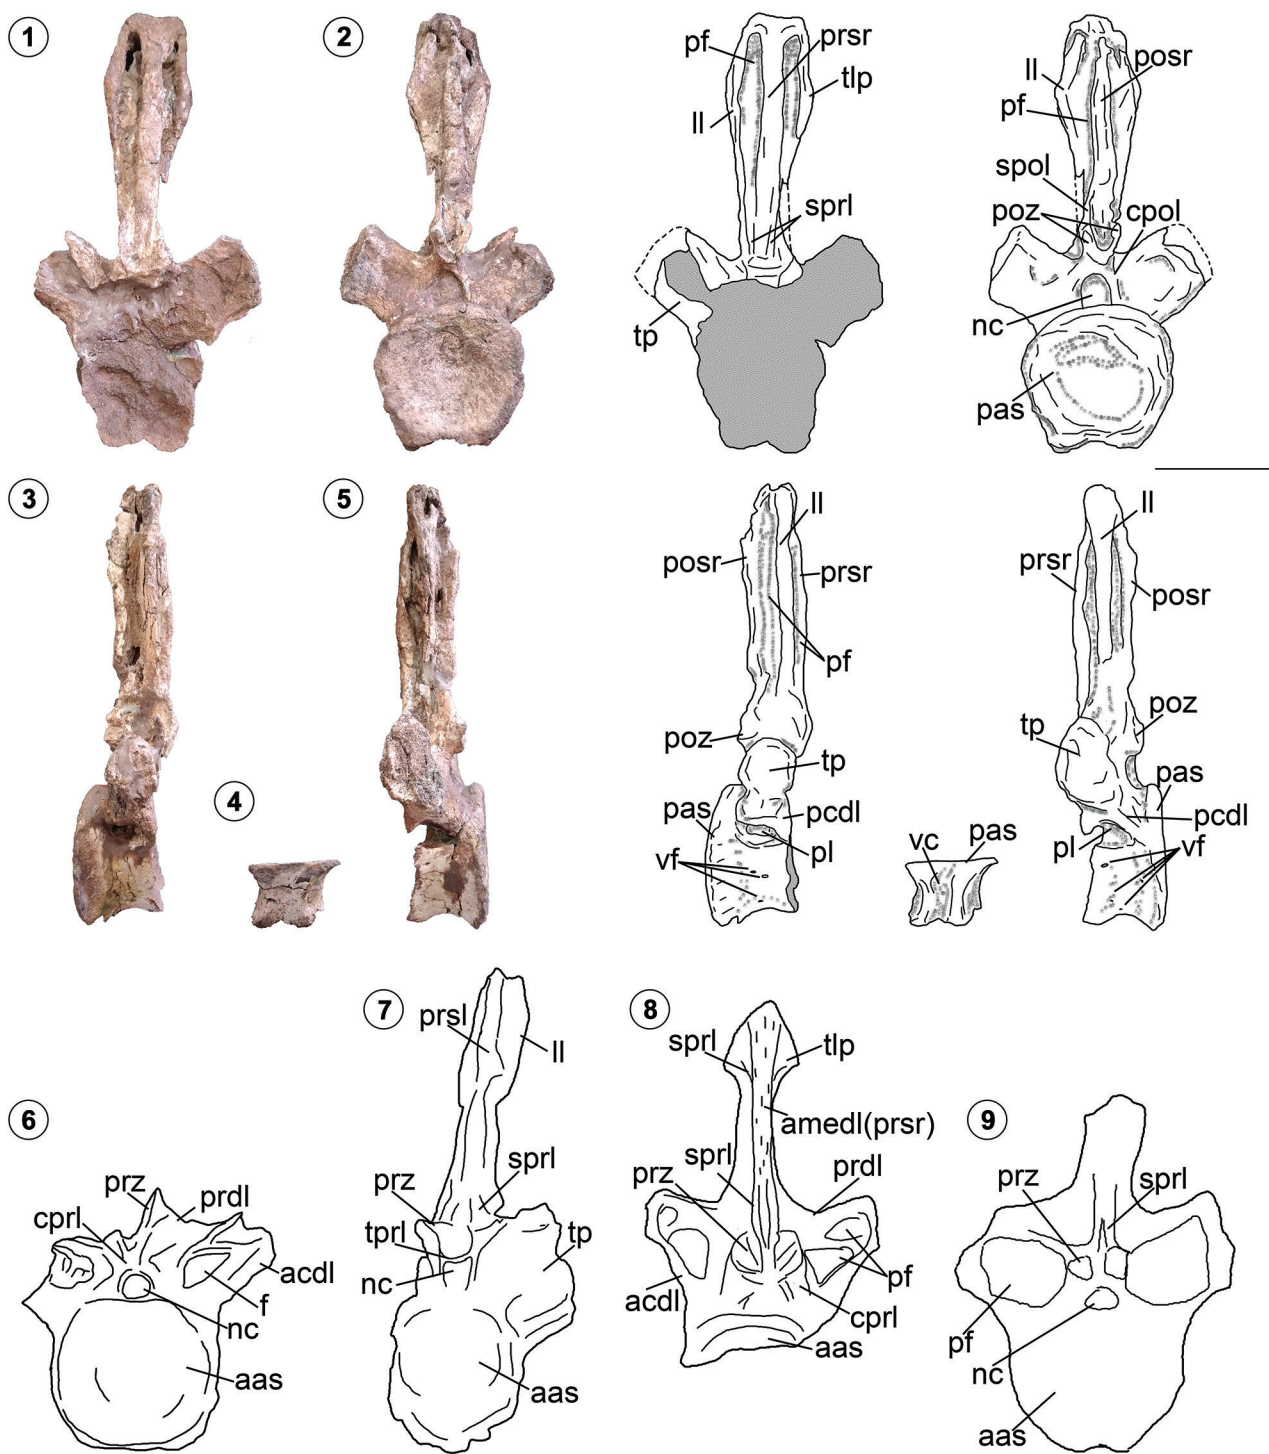 1
2
pf
prsr
tlp
ll
sprl
tp
ll
posr
pf
spol
poz
cpol
nc
pas
3
5
4
ll
posr
prsr
pf
poz
tp
pas
pcdl
pl
vf
vc
pas
ll
prsr
posr
tp
poz
pas
pcdl
pl
vf
6
prz
prdl
cprl
acdl
f
nc
aas
7
prsl
ll
sprl
prz
tprl
tp
nc
aas
8
sprl
tlp
amedl(prsr)
sprl
prz
prdl
pf
acdl
cprl
aas
9
prz
sprl
pf
nc
aas